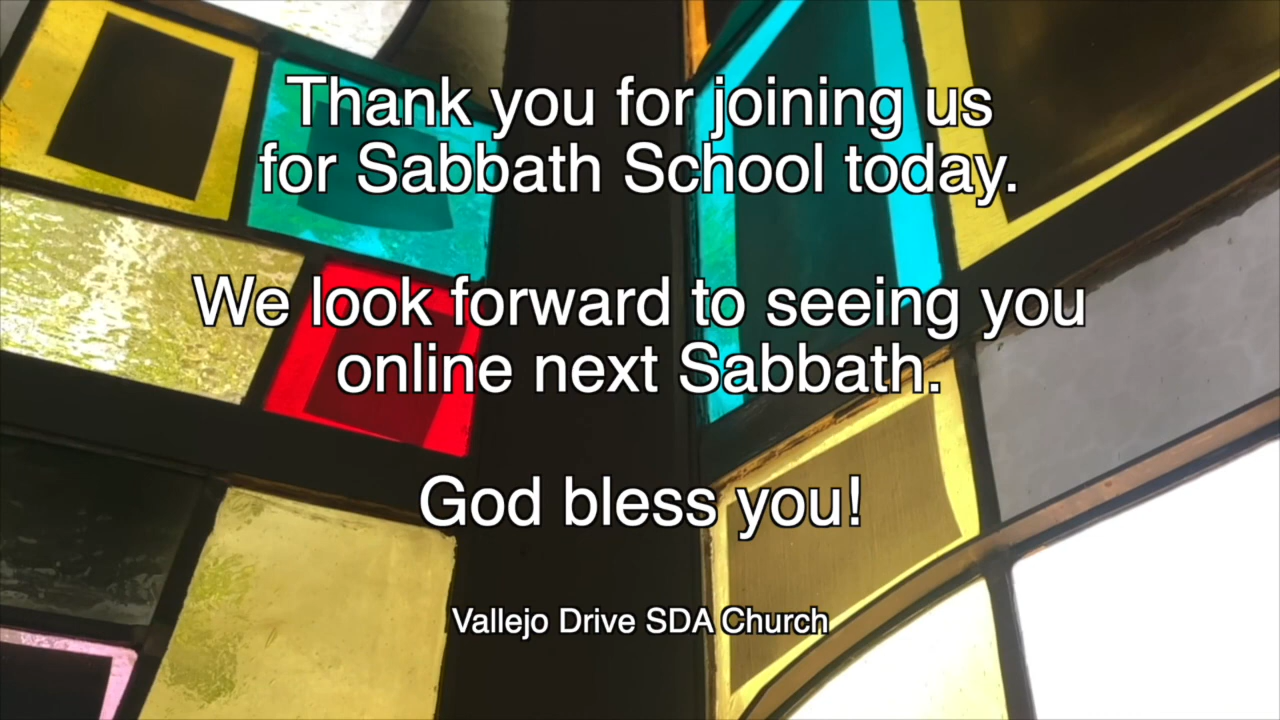 Thank you for joining us
for Sabbath School today.
We look forward to seeing you
online next Sabbath.
God bless you!
Vallejo Drive SDA Church